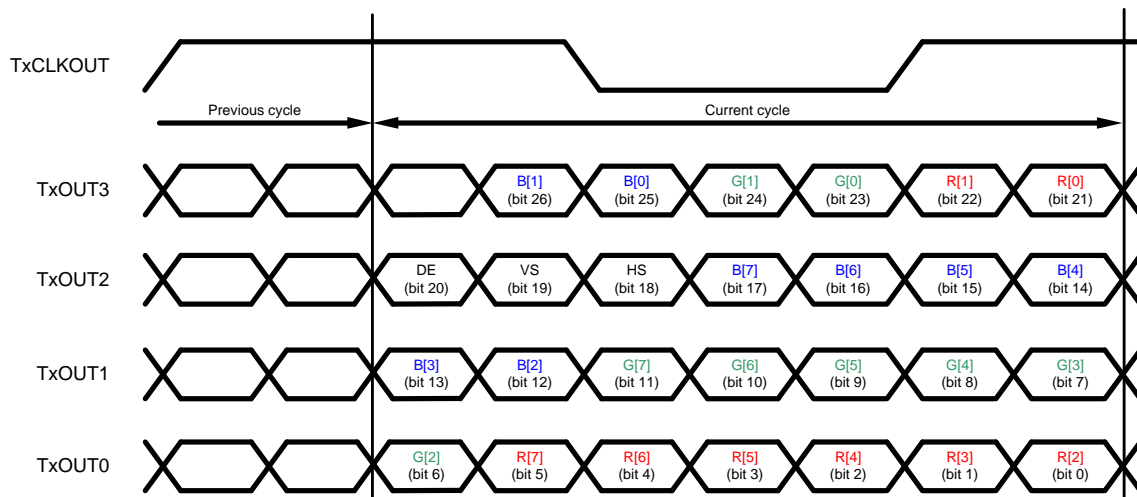 TxCLKOUT
Previous cycle Current cycle
TxOUT3 B[1] B[0] G[1] G[0] R[1] R[0]
(bit 26) (bit 25) (bit 24) (bit 23) (bit 22) (bit 21)
TxOUT2 DE VS HS B[7] B[6] B[5] B[4]
(bit 20) (bit 19) (bit 18) (bit 17) (bit 16) (bit 15) (bit 14)
TxOUT1 B[3] B[2] G[7] G[6] G[5] G[4] G[3]
(bit 13) (bit 12) (bit 11) (bit 10) (bit 9) (bit 8) (bit 7)
TxOUT0 G[2] R[7] R[6] R[5] R[4] R[3] R[2]
(bit 6) (bit 5) (bit 4) (bit 3) (bit 2) (bit 1) (bit 0)